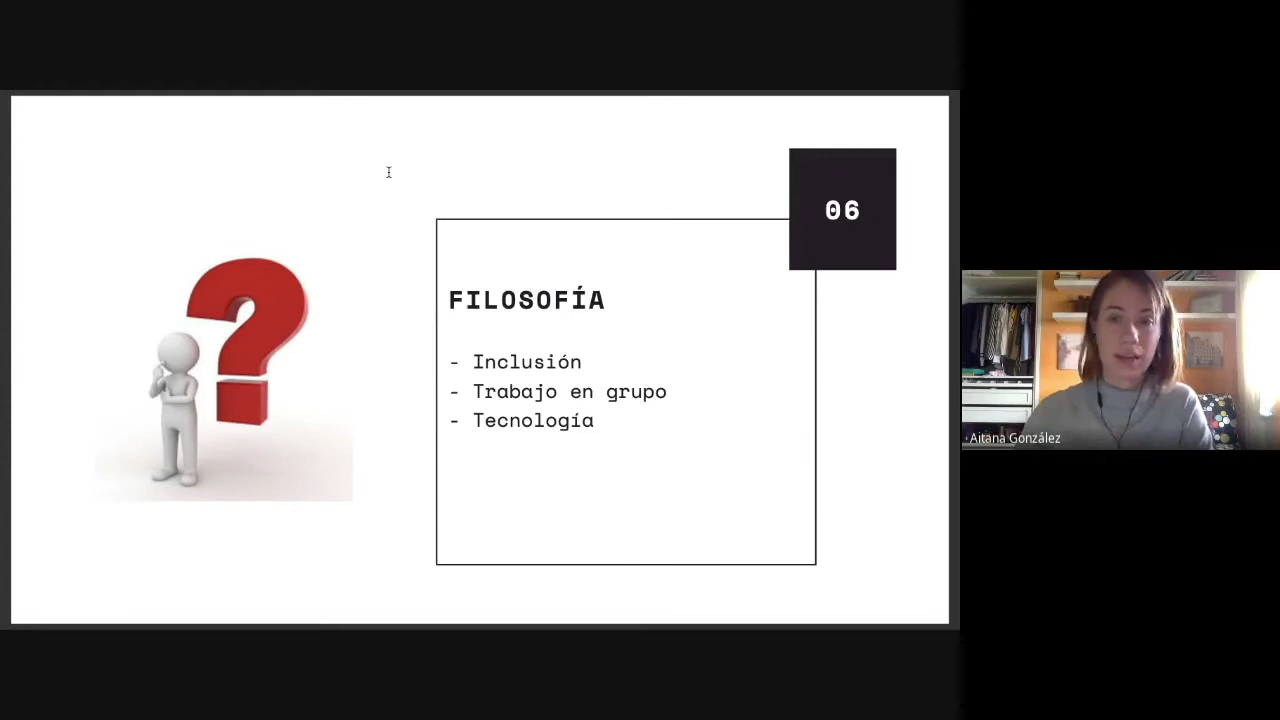 06
FILOSOFÍA
- Inclusión
- Trabajo en grupo
- Tecnología
Aitana González